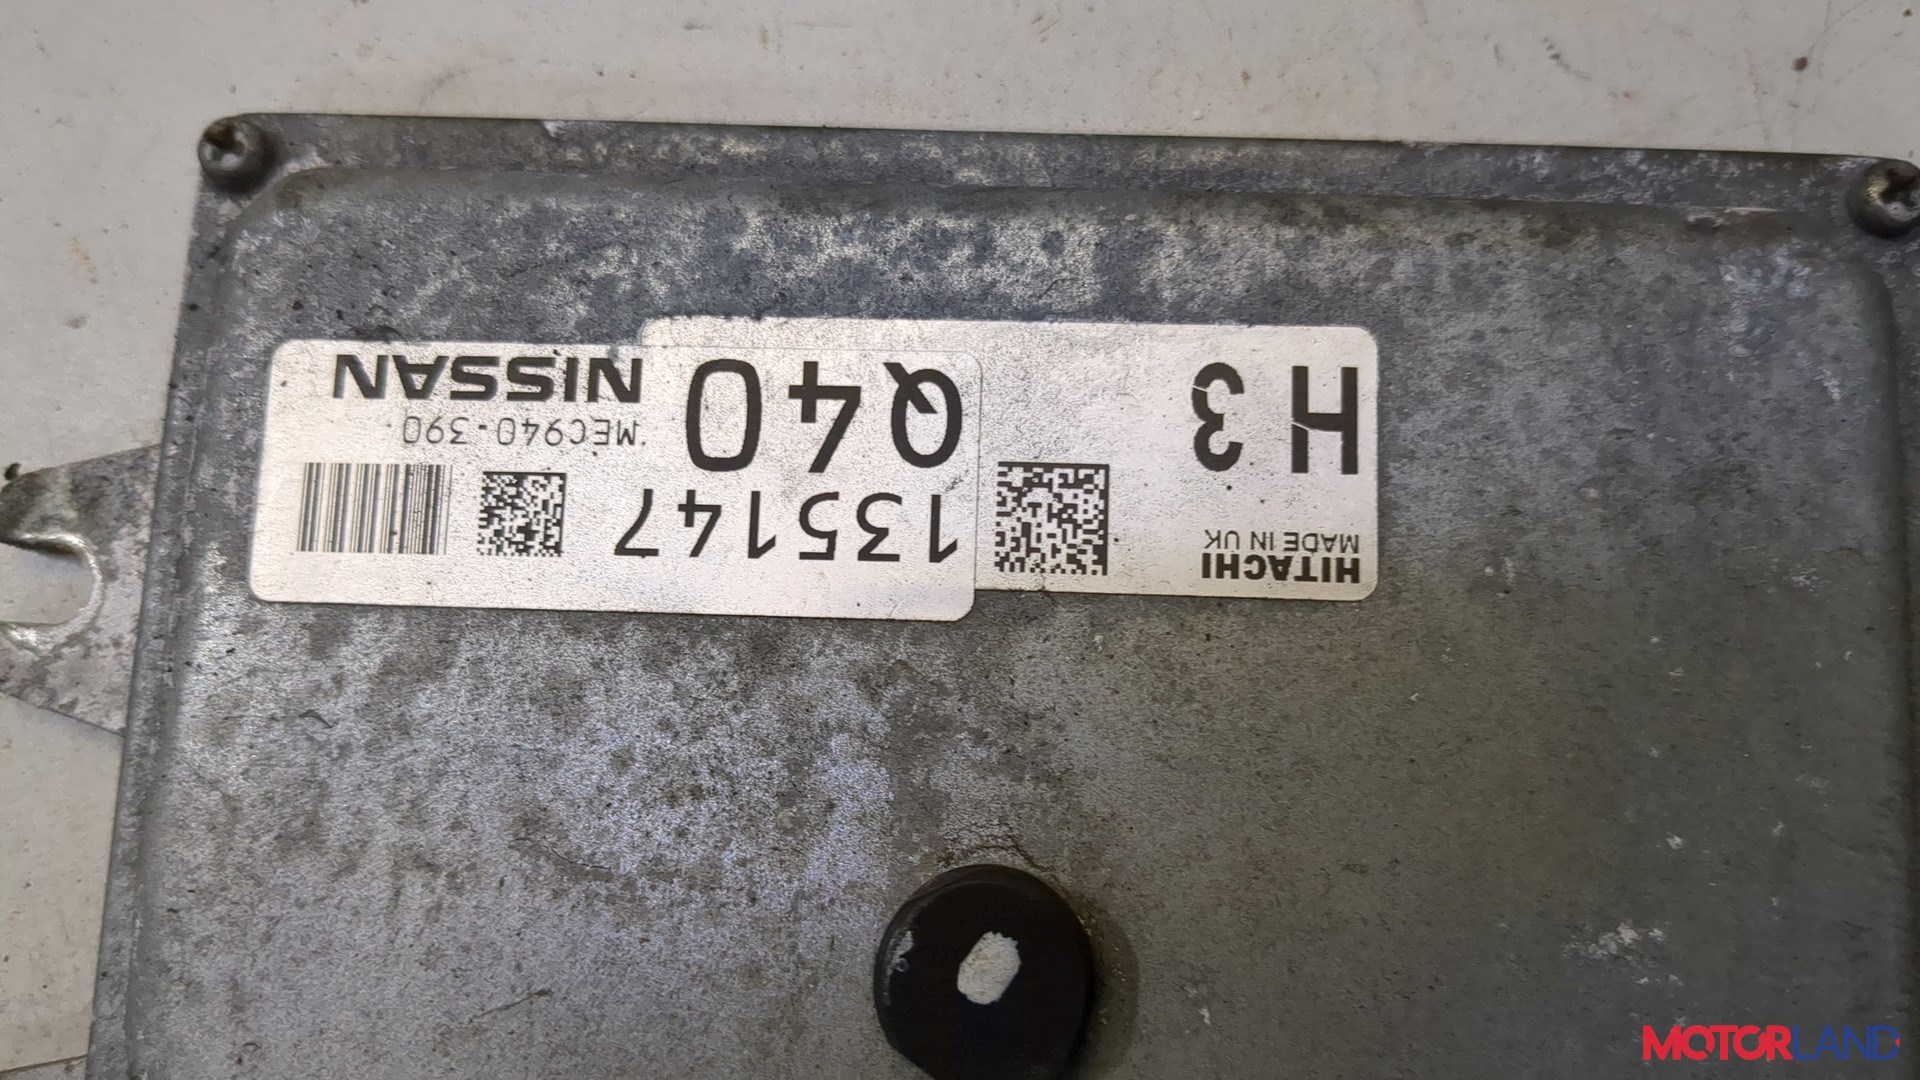 HITACHI
MADE IN UK
H3
135147
Q40
MEC940-390
NISSAN
MOTORLAND